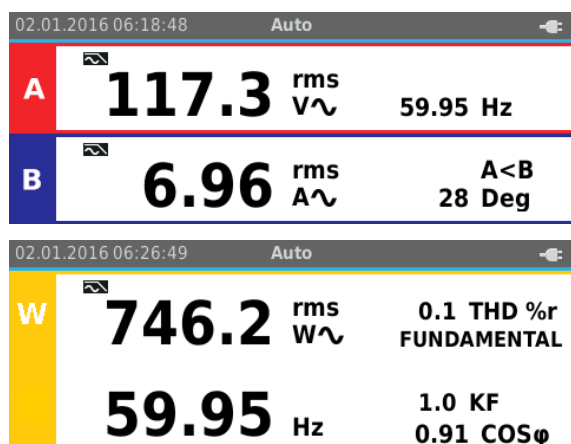 02.01.2016 06:18:48 Auto
A 117.3 rms V∿ 59.95 Hz
B 6.96 rms A∿ A<B
28 Deg
02.01.2016 06:26:49 Auto
W 746.2 rms W∿ 0.1 THD %r
FUNDAMENTAL
59.95 Hz 1.0 KF
0.91 COSφ